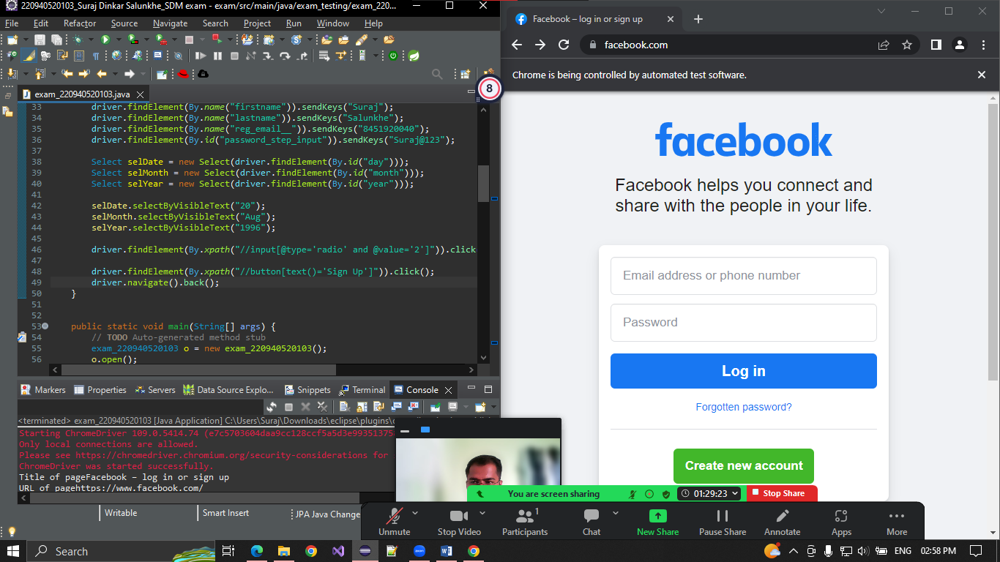 220940520103_Suraj Dinkar Salunkhe_SDM exam - exam/src/main/java/exam_testing/exam_220...
File Edit Refactor Source Navigate Search Project Run Window Help
exam_220940520103.java
33 driver.findElement(By.name("firstname")).sendKeys("Suraj");
34 driver.findElement(By.name("lastname")).sendKeys("Salunkhe");
35 driver.findElement(By.name("reg_email__")).sendKeys("8451920040");
36 driver.findElement(By.id("password_step_input")).sendKeys("Suraj@123");
37
38 Select selDate = new Select(driver.findElement(By.id("day")));
39 Select selMonth = new Select(driver.findElement(By.id("month")));
40 Select selYear = new Select(driver.findElement(By.id("year")));
41
42 selDate.selectByVisibleText("20");
43 selMonth.selectByVisibleText("Aug");
44 selYear.selectByVisibleText("1996");
45
46 driver.findElement(By.xpath("//input[@type='radio' and @value='2']")).click
47
48 driver.findElement(By.xpath("//button[text()='Sign Up']")).click();
49 driver.navigate().back();
50 }
51
52
53 public static void main(String[] args) {
54 // TODO Auto-generated method stub
55 exam_220940520103 o = new exam_220940520103();
56 o.open();
Markers Properties Servers Data Source Explo... Snippets Terminal Console
<terminated> exam_220940520103 [Java Application] C:\Users\Suraj\Downloads\eclipse\plugins\
Starting ChromeDriver 109.0.5414.74 (e7c5703604daa9cc128ccf5a5d3e99351375
Only local connections are allowed.
Please see https://chromedriver.chromium.org/security-considerations for
ChromeDriver was started successfully.
Title of pageFacebook – log in or sign up
URL of pagehttps://www.facebook.com/
Writable Smart Insert JPA Java Change
8
Facebook – log in or sign up
facebook.com
Chrome is being controlled by automated test software.
facebook
Facebook helps you connect and
share with the people in your life.
Email address or phone number
Password
Log in
Forgotten password?
Create new account
You are screen sharing 01:29:23 Stop Share
Unmute Stop Video Participants 1 Chat New Share Pause Share Annotate Apps More
Search
ENG 02:58 PM